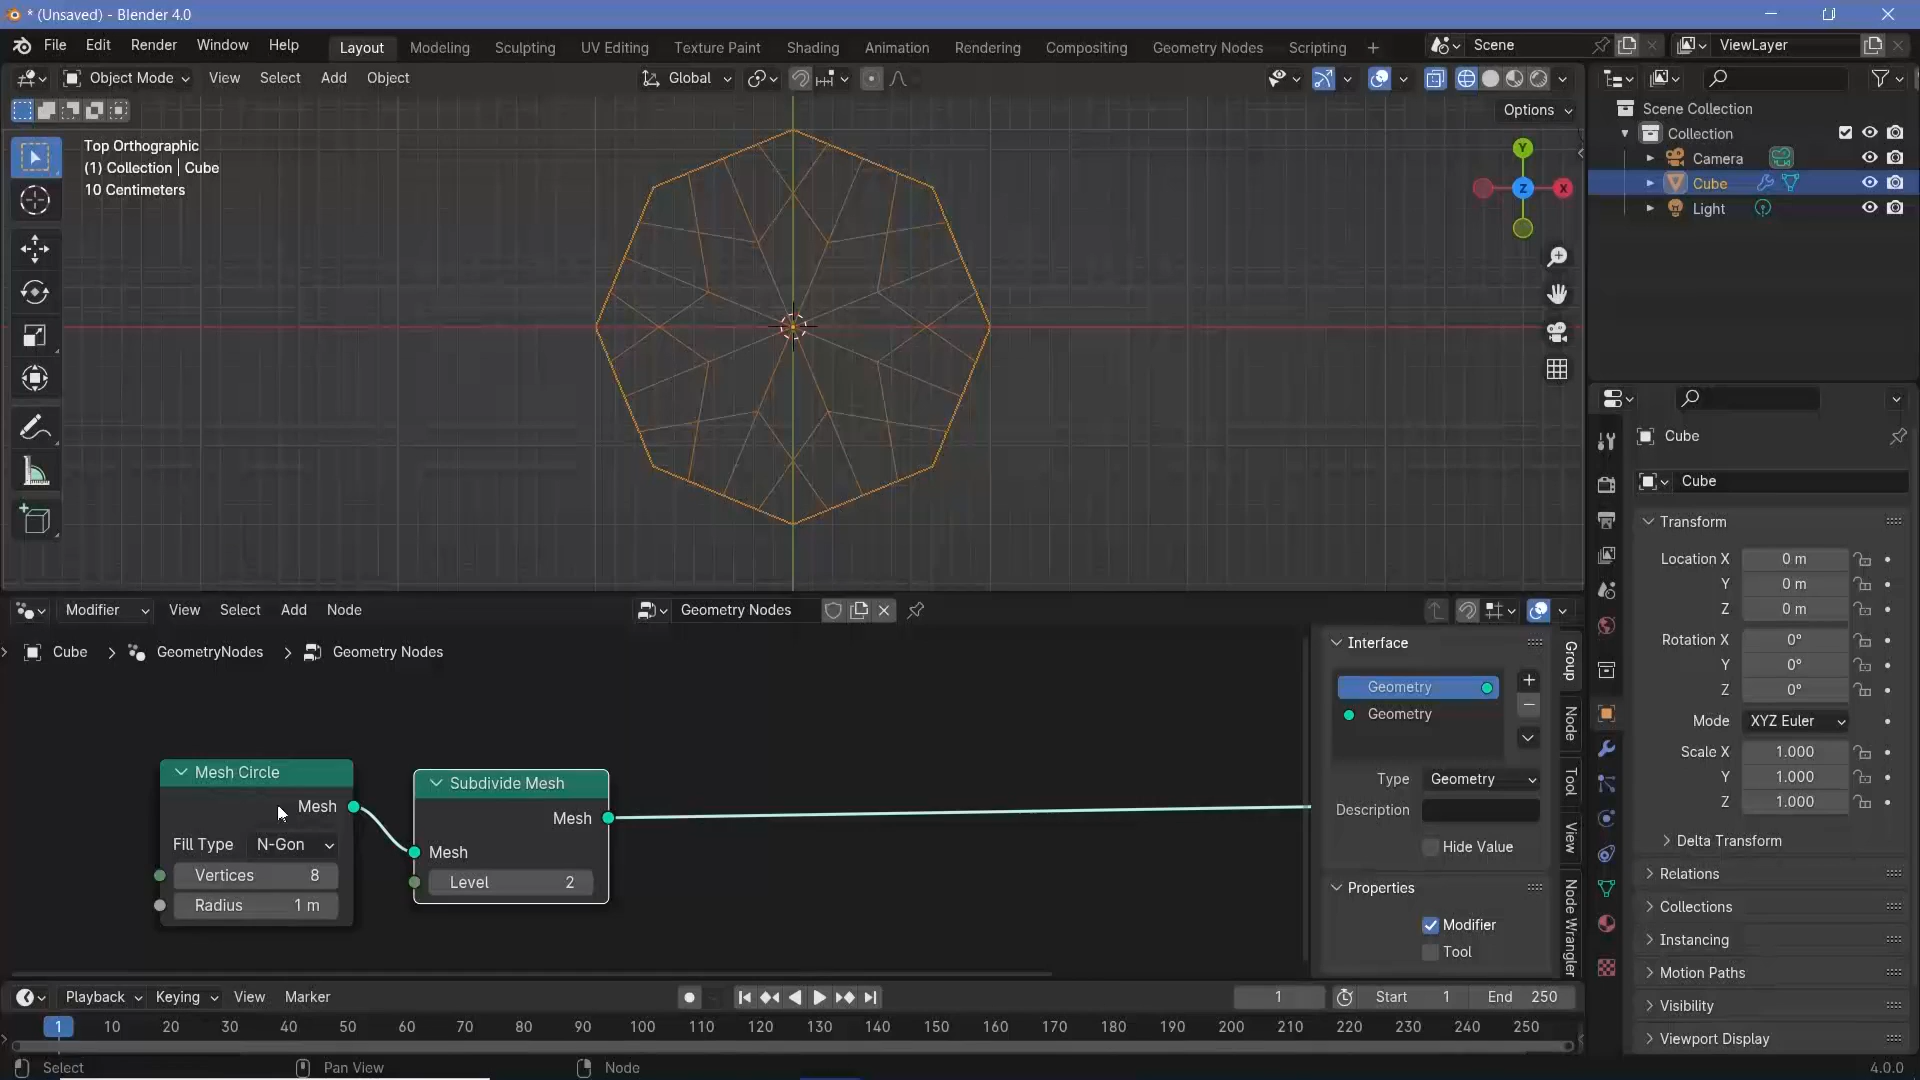 * (Unsaved) - Blender 4.0
File Edit Render Window Help Layout Modeling Sculpting UV Editing Texture Paint Shading Animation Rendering Compositing Geometry Nodes Scripting + Scene ViewLayer
Object Mode View Select Add Object Global
Options
Top Orthographic
(1) Collection | Cube
10 Centimeters
Y
Z
X
Scene Collection
Collection
Camera
Cube
Light
Cube
Cube
Transform
Location X 0 m
Y 0 m
Z 0 m
Rotation X 0°
Y 0°
Z 0°
Mode XYZ Euler
Scale X 1.000
Y 1.000
Z 1.000
Delta Transform
Relations
Collections
Instancing
Motion Paths
Visibility
Viewport Display
Modifier View Select Add Node Geometry Nodes
Cube > GeometryNodes > Geometry Nodes
Mesh Circle
Mesh
Fill Type N-Gon
Vertices 8
Radius 1 m
Subdivide Mesh
Mesh
Mesh
Level 2
Interface
Geometry
Geometry
Type Geometry
Description
Hide Value
Properties
Modifier
Tool
Group
Node
Tool
View
Node Wrangler
Playback Keying View Marker 1 Start 1 End 250
1 10 20 30 40 50 60 70 80 90 100 110 120 130 140 150 160 170 180 190 200 210 220 230 240 250
Select Pan View Node 4.0.0